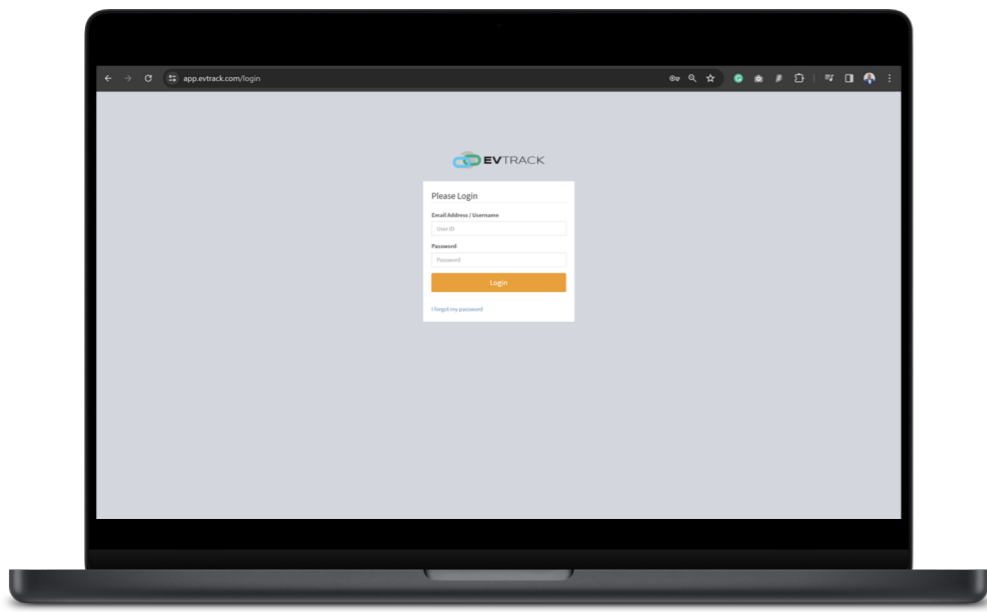 app.evtrack.com/login
EVTRACK
Please Login
Email Address / Username
User ID
Password
Password
Login
I forgot my password